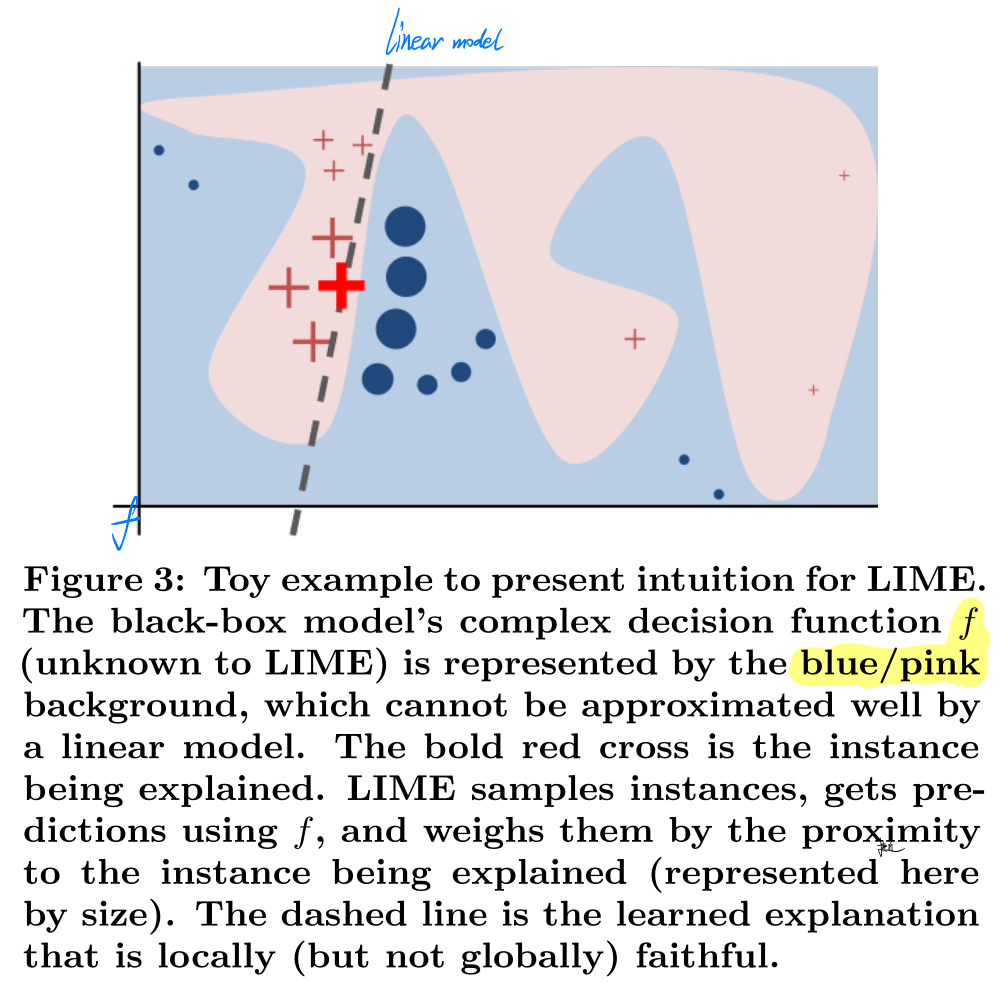 linear model
f
Figure 3: Toy example to present intuition for LIME.
The black-box model's complex decision function f
(unknown to LIME) is represented by the blue/pink
background, which cannot be approximated well by
a linear model. The bold red cross is the instance
being explained. LIME samples instances, gets pre-
dictions using f, and weighs them by the proximity
to the instance being explained (represented here
by size). The dashed line is the learned explanation
that is locally (but not globally) faithful.